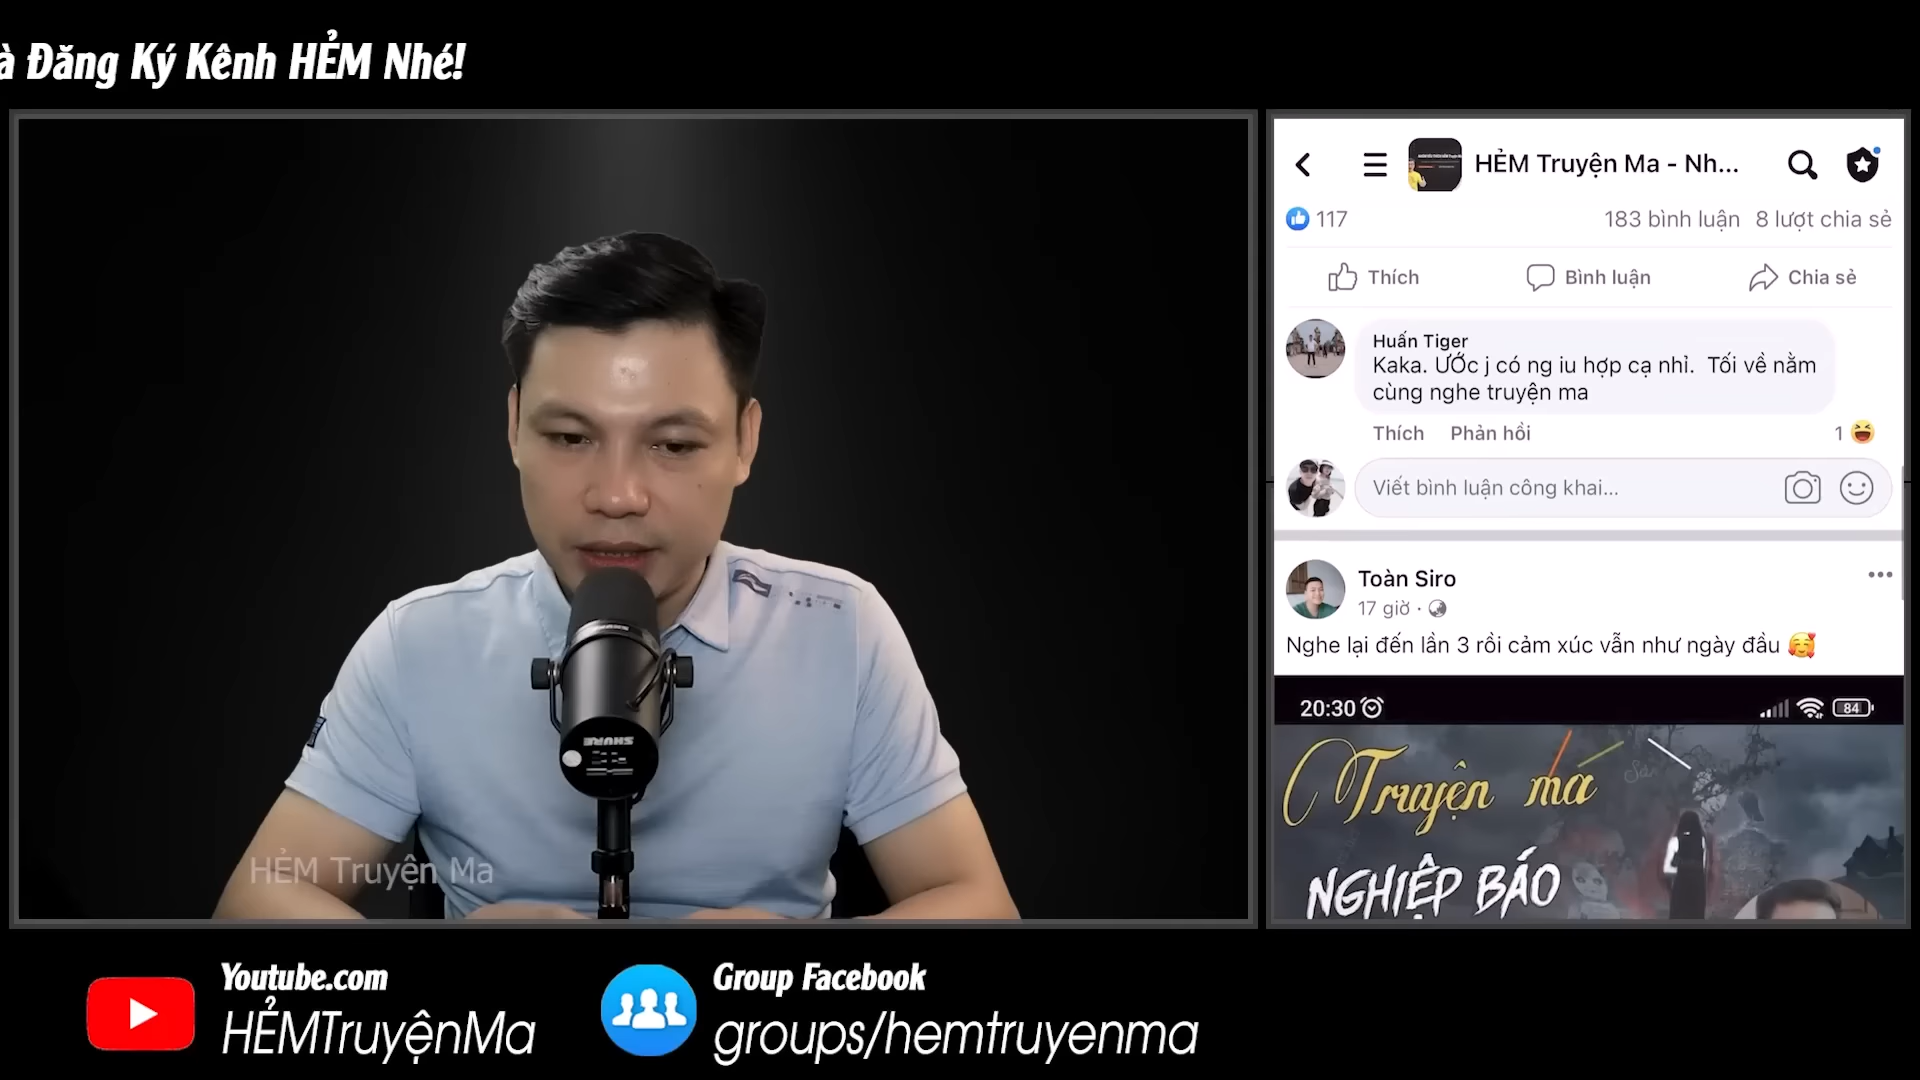 à Đăng Ký Kênh HẺM Nhé!
HẺM Truyện Ma - Nh...
117
183 bình luận 8 lượt chia sẻ
Thích
Bình luận
Chia sẻ
Huấn Tiger
Kaka. ƯỚc j có ng iu hợp cạ nhỉ. Tối về nằm
cùng nghe truyện ma
Thích Phản hồi
1
Viết bình luận công khai...
Toàn Siro
17 giờ ·
Nghe lại đến lần 3 rồi cảm xúc vẫn như ngày đầu 🥰
20:30
84
Truyện ma
NGHIỆP BÁO
SHURE
HẺM Truyện Ma
Youtube.com
HẺMTruyệnMa
Group Facebook
groups/hemtruyenma